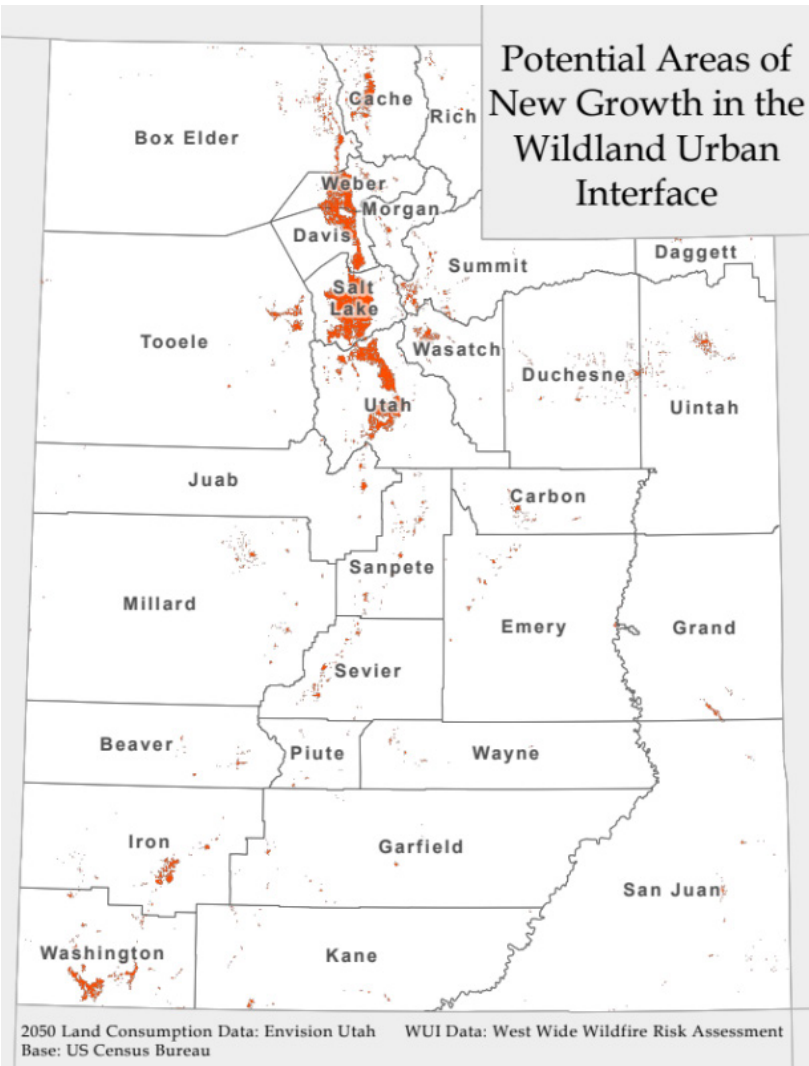 Potential Areas of
New Growth in the
Wildland Urban
Interface
Cache
Rich
Box Elder
Weber
Morgan
Davis
Daggett
Summit
Salt
Lake
Tooele
Wasatch
Duchesne
Utah
Uintah
Juab
Carbon
Sanpete
Millard
Emery
Grand
Sevier
Beaver
Piute
Wayne
Iron
Garfield
San Juan
Washington
Kane
2050 Land Consumption Data: Envision Utah WUI Data: West Wide Wildfire Risk Assessment
Base: US Census Bureau